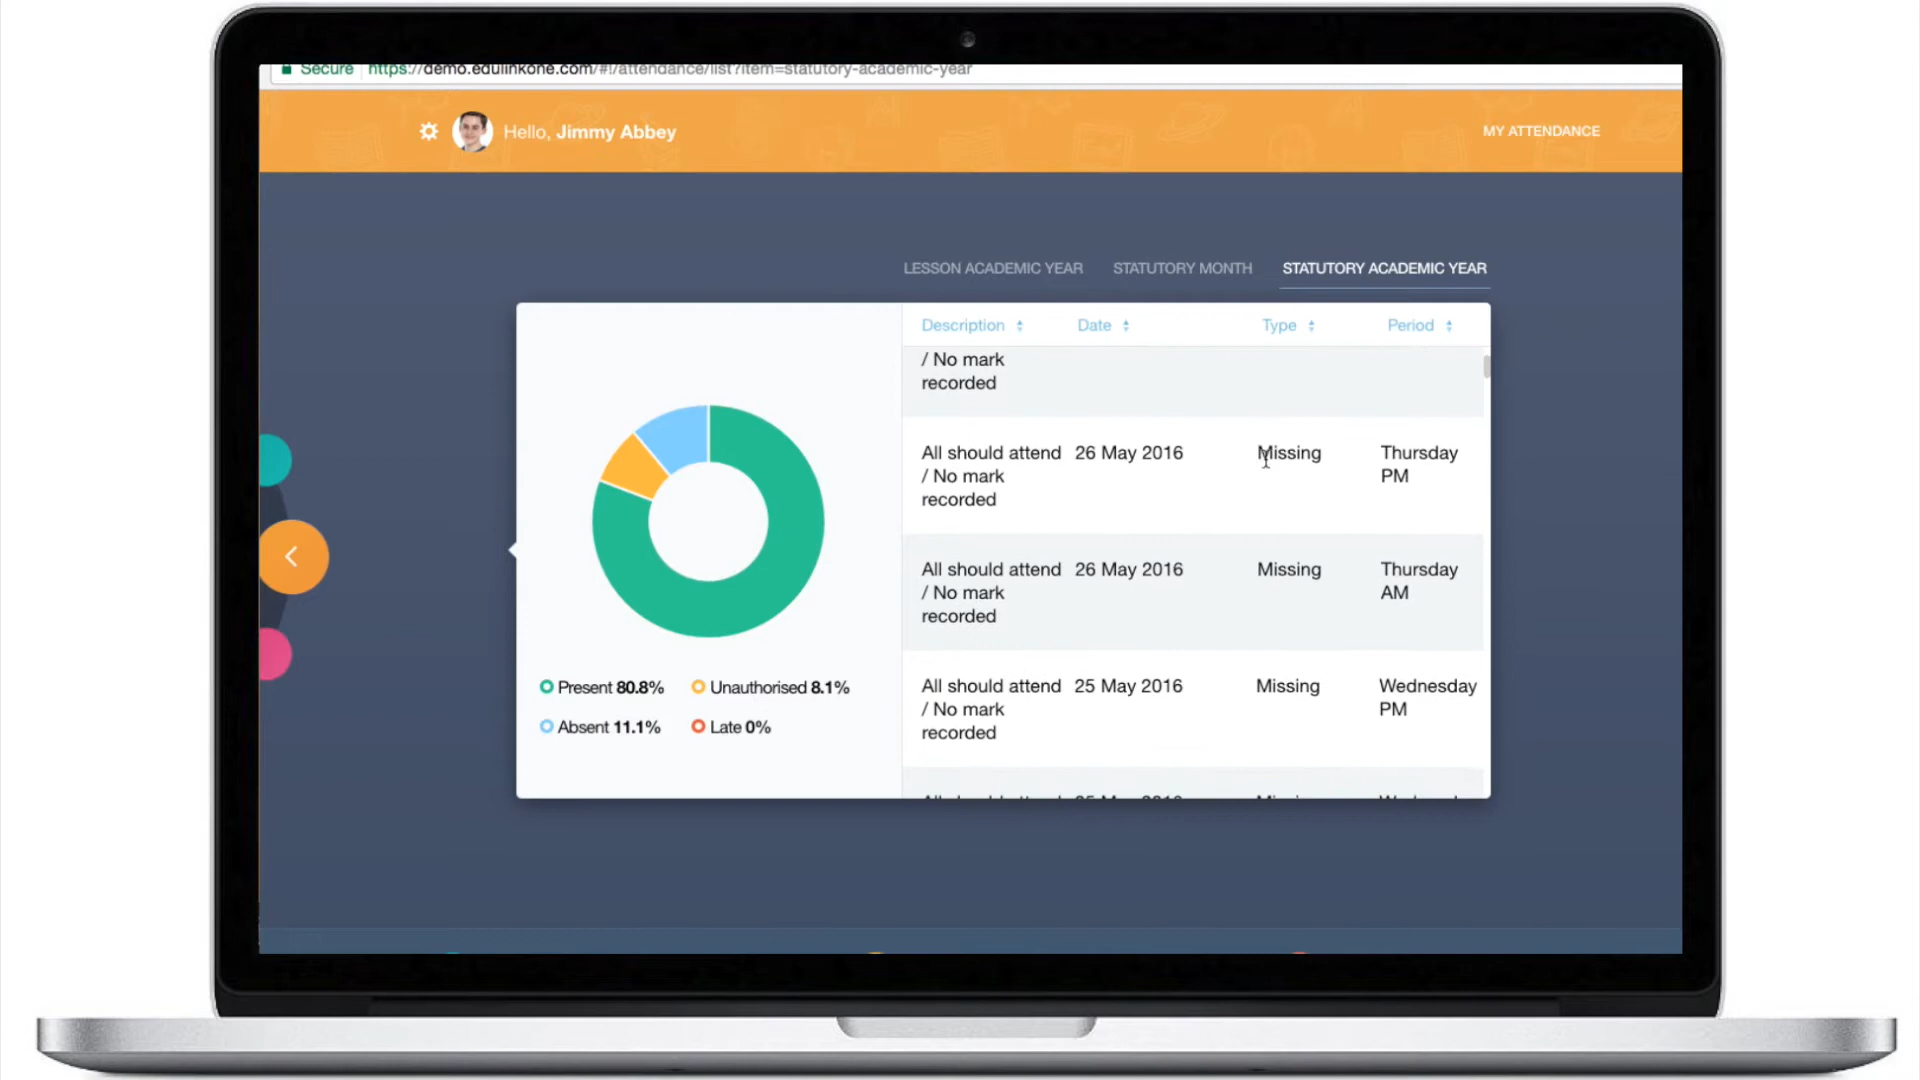 Secure https://demo.edulinkone.com/#!/attendance/list?item=statutory-academic-year
Hello, Jimmy Abbey
MY ATTENDANCE
LESSON ACADEMIC YEAR STATUTORY MONTH STATUTORY ACADEMIC YEAR
Description Date Type Period
/ No mark
recorded
All should attend 26 May 2016 Missing Thursday
/ No mark PM
recorded
All should attend 26 May 2016 Missing Thursday
/ No mark AM
recorded
All should attend 25 May 2016 Missing Wednesday
/ No mark PM
recorded
Present 80.8% Unauthorised 8.1%
Absent 11.1% Late 0%